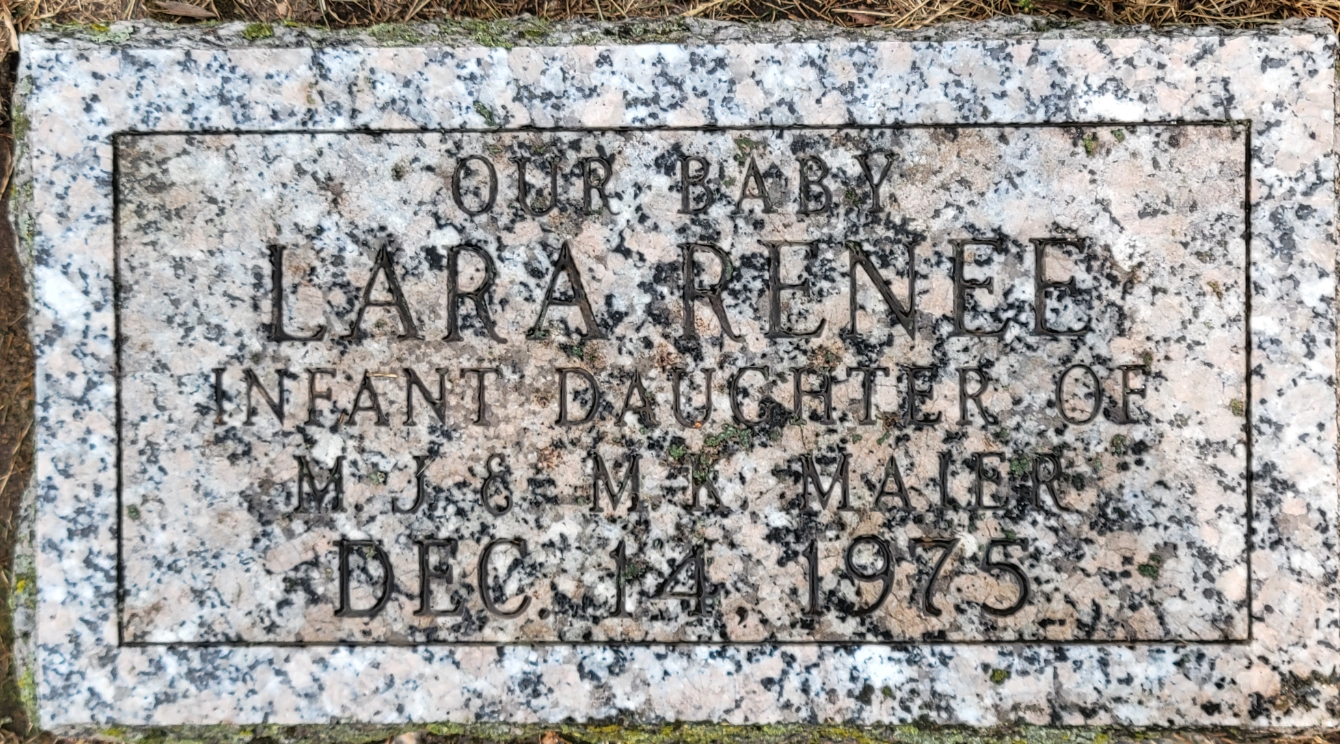 OUR BABY
LARA RENEE
INFANT DAUGHTER OF
M.J. & M.K. MAIER
DEC. 14, 1975